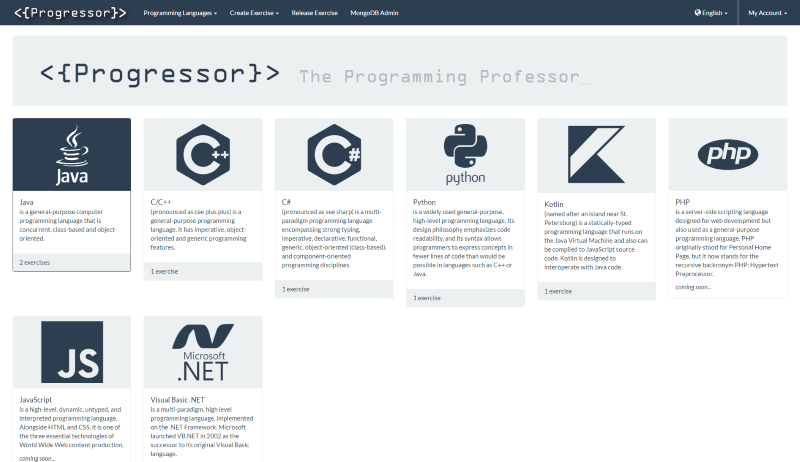 <{Progressor}> Programming Languages Create Exercise Release Exercise MongoDB Admin English My Account
<{Progressor}> The Programming Professor_
Java
C++
C#
python
php
Java
is a general-purpose computer
programming language that is
concurrent, class-based and object-
oriented.
2 exercises
C/C++
(pronounced as cee plus plus) is a
general-purpose programming
language. It has imperative, object-
oriented and generic programming
features.
1 exercise
C#
(pronounced as see sharp) is a multi-
paradigm programming language
encompassing strong typing,
imperative, declarative, functional,
generic, object-oriented (class-based),
and component-oriented
programming disciplines.
1 exercise
Python
is a widely used general-purpose,
high-level programming language. Its
design philosophy emphasizes code
readability, and its syntax allows
programmers to express concepts in
fewer lines of code than would be
possible in languages such as C++ or
Java.
1 exercise
Kotlin
(named after an island near St.
Petersburg) is a statically-typed
programming language that runs on
the Java Virtual Machine and also can
be compiled to JavaScript source
code. Kotlin is designed to
interoperate with Java code.
1 exercise
PHP
is a server-side scripting language
designed for web development but
also used as a general-purpose
programming language. PHP
originally stood for Personal Home
Page, but it now stands for the
recursive backronym PHP: Hypertext
Preprocessor.
coming soon...
JS
Microsoft
.NET
JavaScript
is a high-level, dynamic, untyped, and
interpreted programming language.
Alongside HTML and CSS, it is one of
the three essential technologies of
World Wide Web content production.
coming soon...
Visual Basic .NET
is a multi-paradigm, high level
programming language, implemented
on the .NET Framework. Microsoft
launched VB.NET in 2002 as the
successor to its original Visual Basic
language.